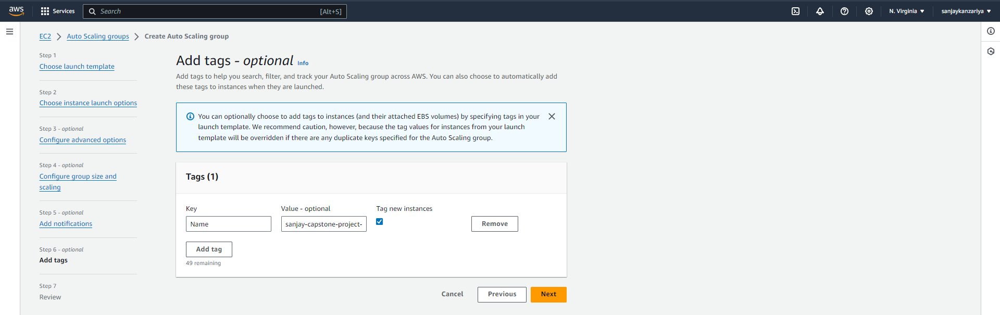 aws Services Search [Alt+S] N. Virginia sanjaykanzariya
EC2 Auto Scaling groups Create Auto Scaling group
Step 1
Choose launch template
Step 2
Choose instance launch options
Step 3 - optional
Configure advanced options
Step 4 - optional
Configure group size and
scaling
Step 5 - optional
Add notifications
Step 6 - optional
Add tags
Step 7
Review
Add tags - optional Info
Add tags to help you search, filter, and track your Auto Scaling group across AWS. You can also choose to automatically add
these tags to instances when they are launched.
You can optionally choose to add tags to instances (and their attached EBS volumes) by specifying tags in your
launch template. We recommend caution, however, because the tag values for instances from your launch
template will be overridden if there are any duplicate keys specified for the Auto Scaling group.
Tags (1)
Key Value - optional Tag new instances
Name sanjay-capstone-project- Remove
Add tag
49 remaining
Cancel Previous Next